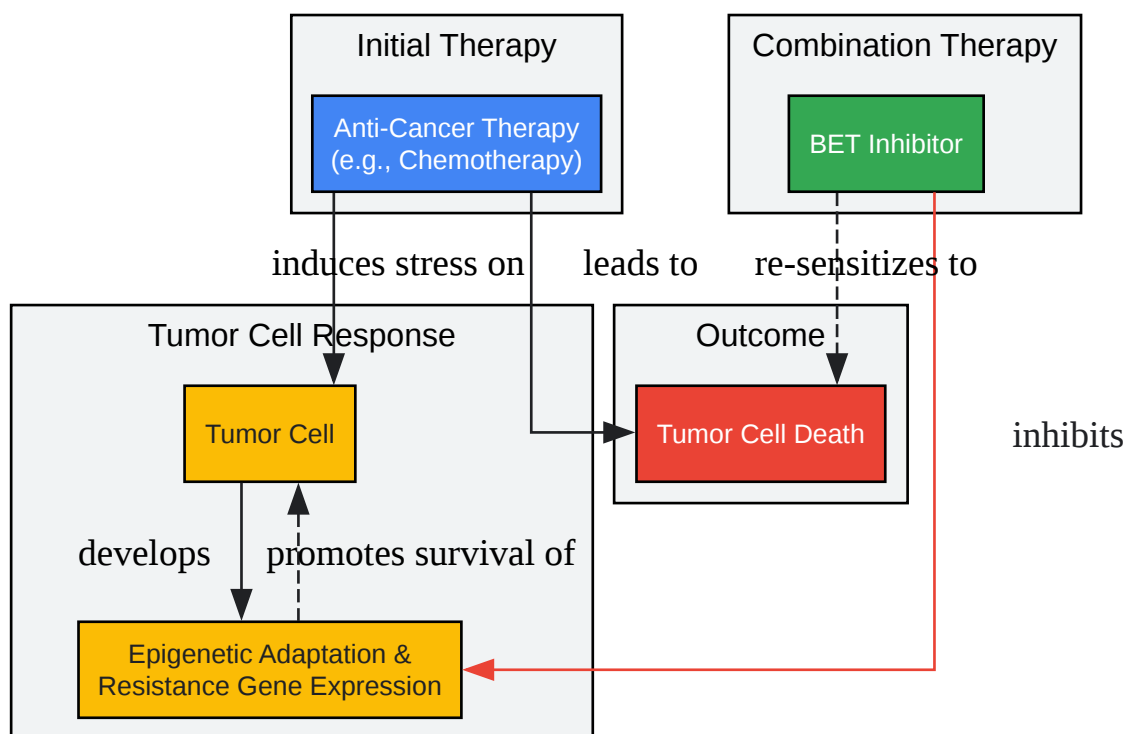 Initial Therapy
Combination Therapy
Anti-Cancer Therapy
(e.g., Chemotherapy)
BET Inhibitor
induces stress on
leads to
re-sensitizes to
Tumor Cell Response
Outcome
Tumor Cell
Tumor Cell Death
inhibits
develops
promotes survival of
Epigenetic Adaptation &
Resistance Gene Expression